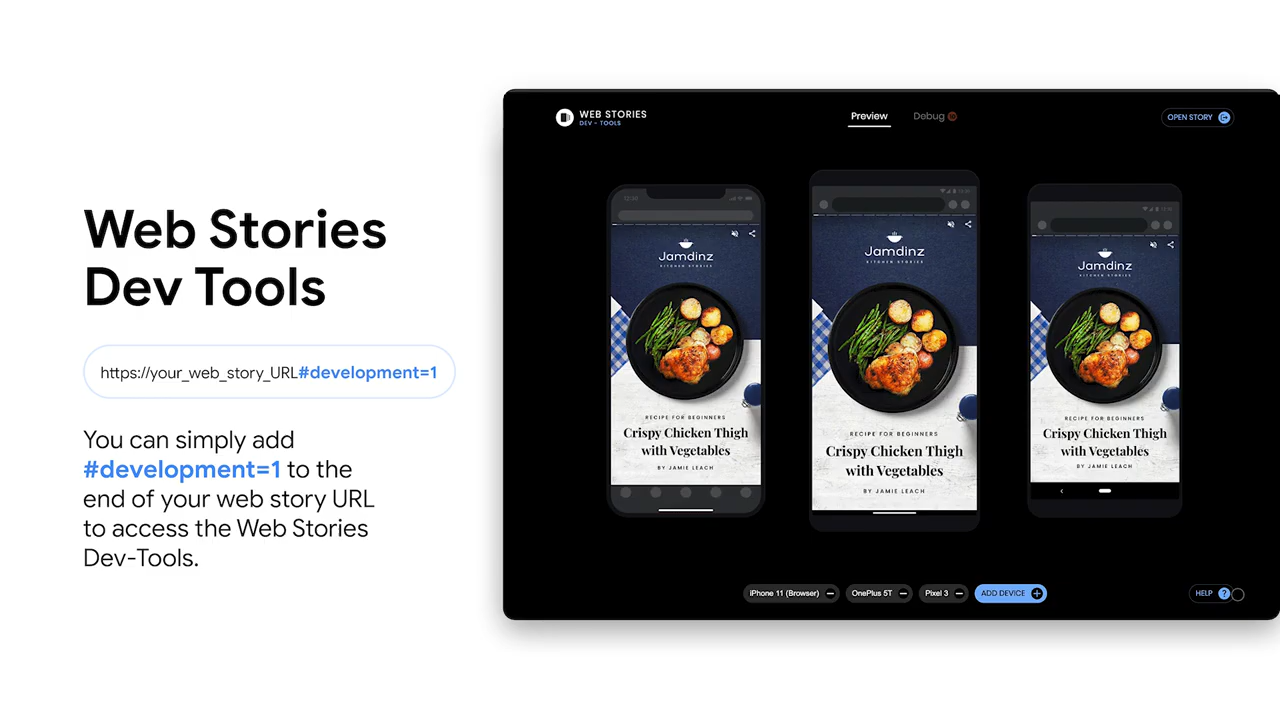 Web Stories
Dev Tools
https://your_web_story_URL#development=1
You can simply add
#development=1 to the
end of your web story URL
to access the Web Stories
Dev-Tools.
WEB STORIES
DEV - TOOLS
Preview
Debug
OPEN STORY
Jamdinz
KITCHEN STORIES
RECIPE FOR BEGINNERS
Crispy Chicken Thigh
with Vegetables
BY JAMIE LEACH
Jamdinz
KITCHEN STORIES
RECIPE FOR BEGINNERS
Crispy Chicken Thigh
with Vegetables
BY JAMIE LEACH
Jamdinz
KITCHEN STORIES
RECIPE FOR BEGINNERS
Crispy Chicken Thigh
with Vegetables
BY JAMIE LEACH
iPhone 11 (Browser)
OnePlus 5T
Pixel 3
ADD DEVICE
HELP ?